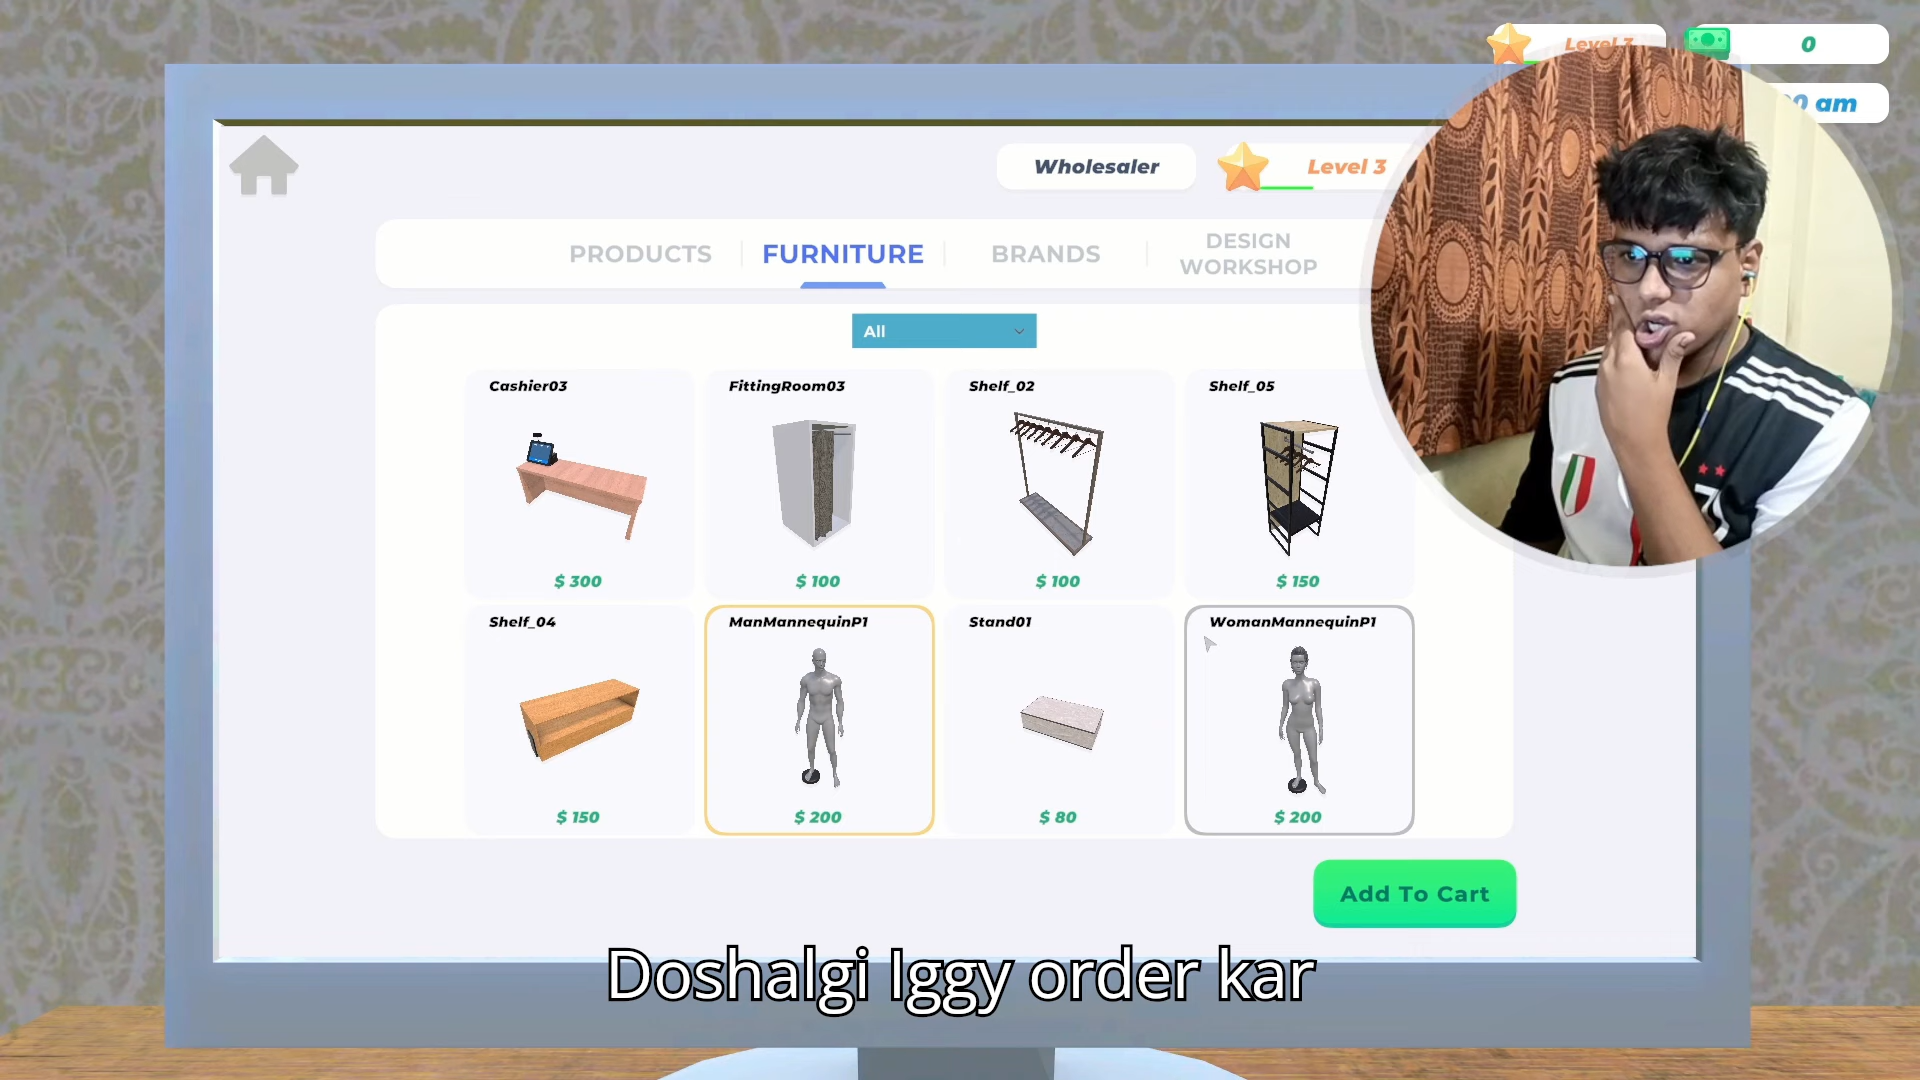 Level 3
0
0 am
Wholesaler
Level 3
PRODUCTS
FURNITURE
BRANDS
DESIGN
WORKSHOP
All
Cashier03
FittingRoom03
Shelf_02
Shelf_05
$ 300
$ 100
$ 100
$ 150
Shelf_04
ManMannequinP1
Stand01
WomanMannequinP1
$ 150
$ 200
$ 80
$ 200
Add To Cart
Doshalgi Iggy order kar